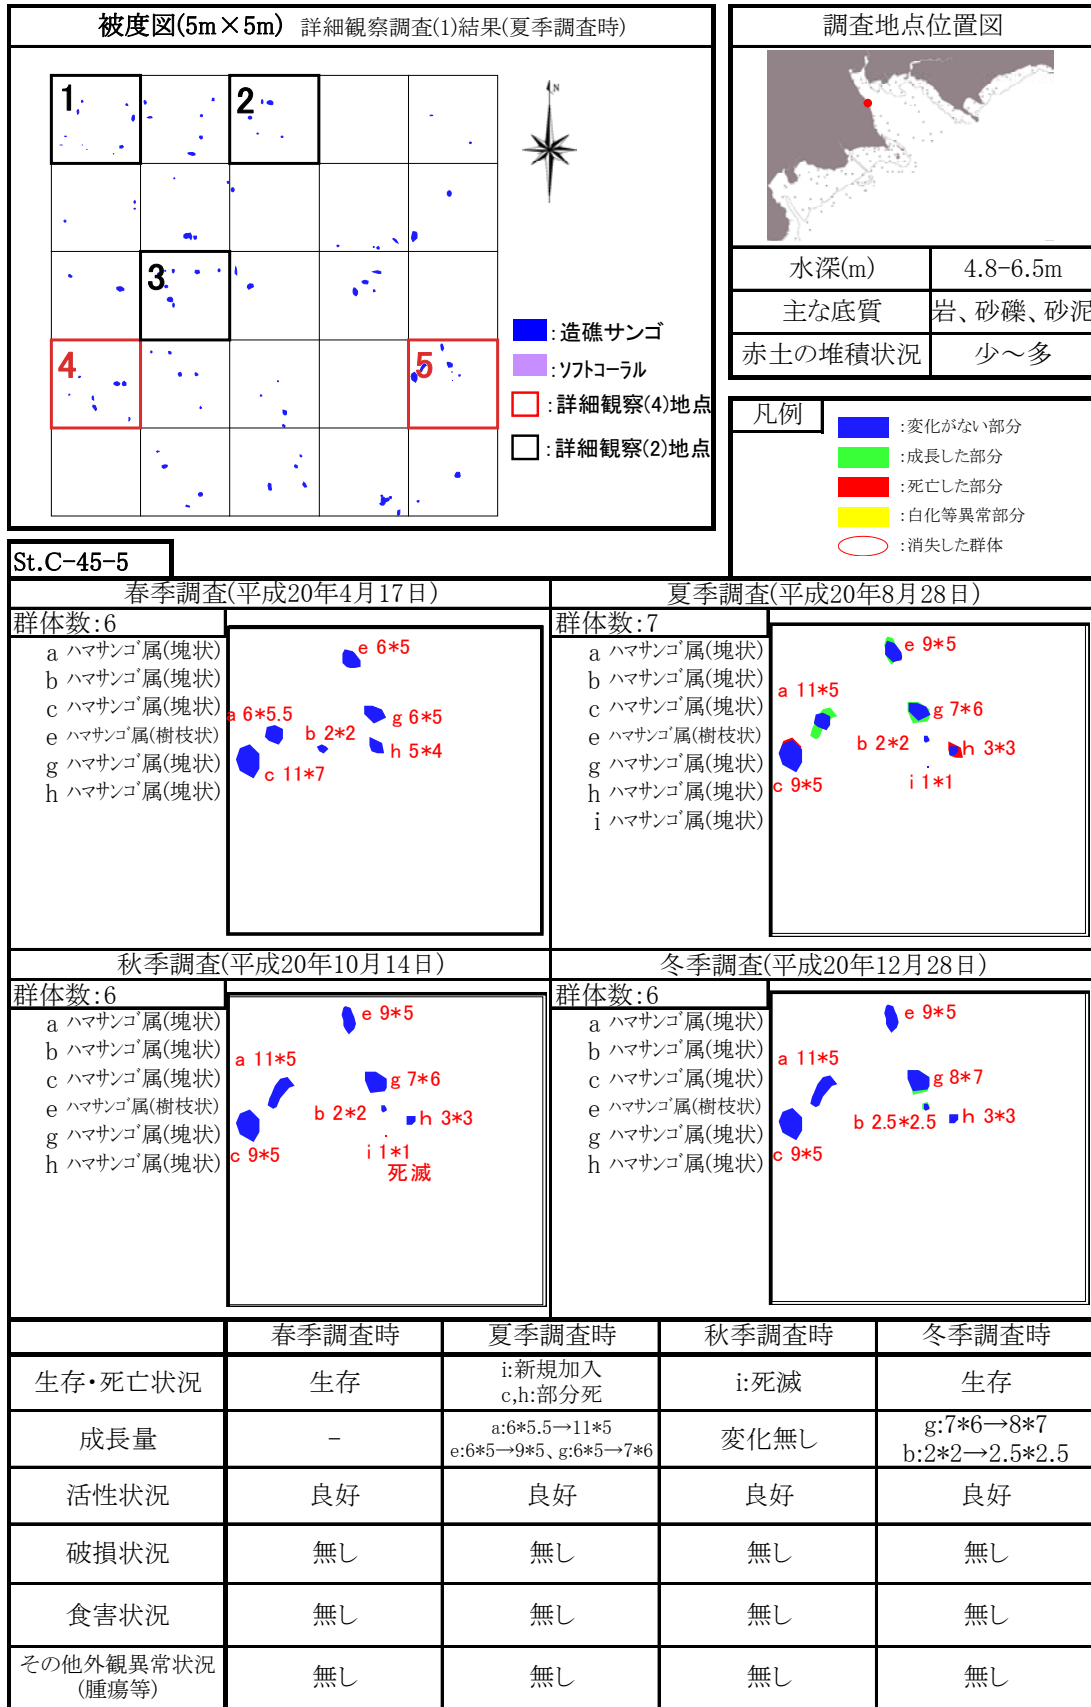 被度図(5m×5m) 詳細観察調査(1)結果(夏季調査時)
1
2
3
4
5
N
:造礁サンゴ
:ソフトコーラル
:詳細観察(4)地点
:詳細観察(2)地点
調査地点位置図
水深(m) 4.8-6.5m
主な底質 岩、砂礫、砂泥
赤土の堆積状況 少～多
凡例
:変化がない部分
:成長した部分
:死亡した部分
:白化等異常部分
:消失した群体
St.C-45-5
春季調査(平成20年4月17日)
群体数:6
a ハマサンゴ属(塊状)
b ハマサンゴ属(塊状)
c ハマサンゴ属(塊状)
e ハマサンゴ属(樹枝状)
g ハマサンゴ属(塊状)
h ハマサンゴ属(塊状)
e 6*5
a 6*5.5
g 6*5
b 2*2
h 5*4
c 11*7
夏季調査(平成20年8月28日)
群体数:7
a ハマサンゴ属(塊状)
b ハマサンゴ属(塊状)
c ハマサンゴ属(塊状)
e ハマサンゴ属(樹枝状)
g ハマサンゴ属(塊状)
h ハマサンゴ属(塊状)
i ハマサンゴ属(塊状)
e 9*5
a 11*5
g 7*6
b 2*2
h 3*3
c 9*5
i 1*1
秋季調査(平成20年10月14日)
群体数:6
a ハマサンゴ属(塊状)
b ハマサンゴ属(塊状)
c ハマサンゴ属(塊状)
e ハマサンゴ属(樹枝状)
g ハマサンゴ属(塊状)
h ハマサンゴ属(塊状)
e 9*5
a 11*5
g 7*6
b 2*2
h 3*3
c 9*5
i 1*1
死滅
冬季調査(平成20年12月28日)
群体数:6
a ハマサンゴ属(塊状)
b ハマサンゴ属(塊状)
c ハマサンゴ属(塊状)
e ハマサンゴ属(樹枝状)
g ハマサンゴ属(塊状)
h ハマサンゴ属(塊状)
e 9*5
a 11*5
g 8*7
b 2.5*2.5
h 3*3
c 9*5
春季調査時 夏季調査時 秋季調査時 冬季調査時
生存・死亡状況 生存 i:新規加入 i:死滅 生存
c,h:部分死
成長量 － a:6*5.5→11*5 変化無し g:7*6→8*7
e:6*5→9*5、g:6*5→7*6 b:2*2→2.5*2.5
活性状況 良好 良好 良好 良好
破損状況 無し 無し 無し 無し
食害状況 無し 無し 無し 無し
その他外観異常状況 無し 無し 無し 無し
(腫瘍等)